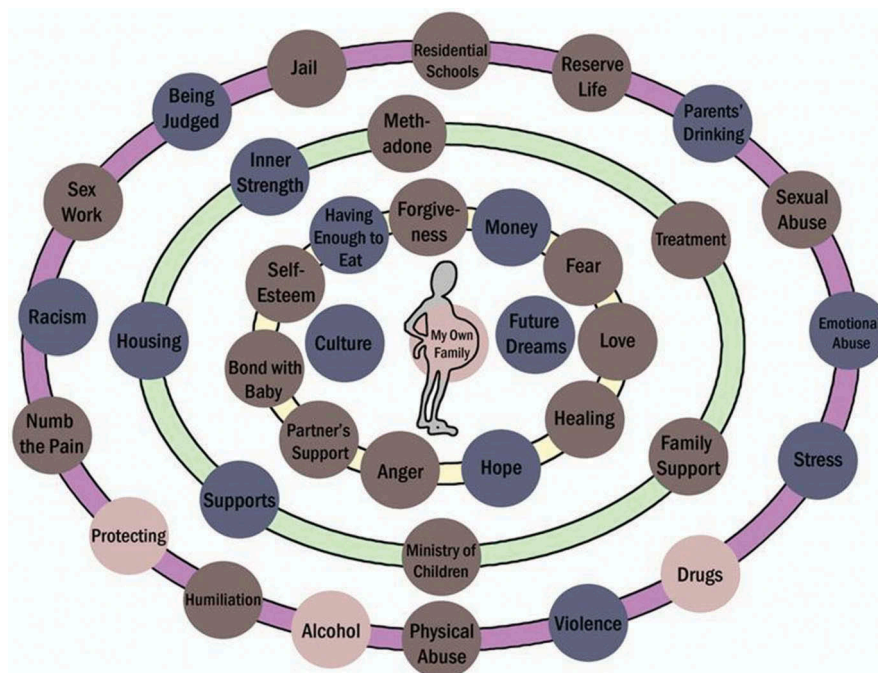 Residential
Schools
Jail
Reserve
Life
Being
Judged
Parents'
Drinking
Meth-
adone
Inner
Strength
Sex
Work
Sexual
Abuse
Forgive-
ness
Having
Enough to
Eat
Money
Treatment
Self-
Esteem
Fear
Racism
Housing
Culture
My Own
Family
Future
Dreams
Love
Emotional
Abuse
Bond with
Baby
Healing
Numb
the Pain
Partner's
Support
Anger
Hope
Family
Support
Stress
Supports
Protecting
Ministry of
Children
Drugs
Humiliation
Alcohol
Physical
Abuse
Violence